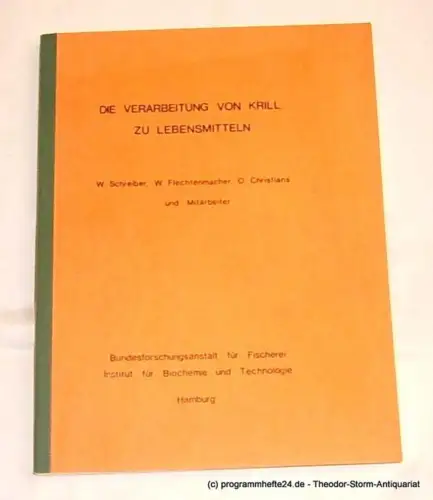 DIE VERARBEITUNG VON KRILL
ZU LEBENSMITTELN
W. Schreiber, W. Flechtenmacher, O. Christians
und Mitarbeiter
Bundesforschungsanstalt für Fischerei
Institut für Biochemie und Technologie
Hamburg
(c) programmhefte24.de - Theodor-Storm-Antiquariat